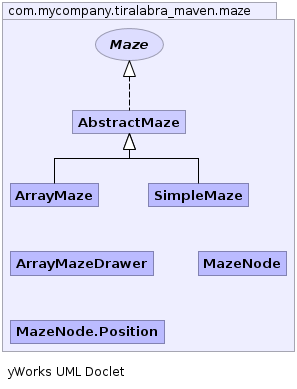 com.mycompany.tiralabra_maven.maze
Maze
AbstractMaze
ArrayMaze
SimpleMaze
ArrayMazeDrawer
MazeNode
MazeNode.Position
yWorks UML Doclet